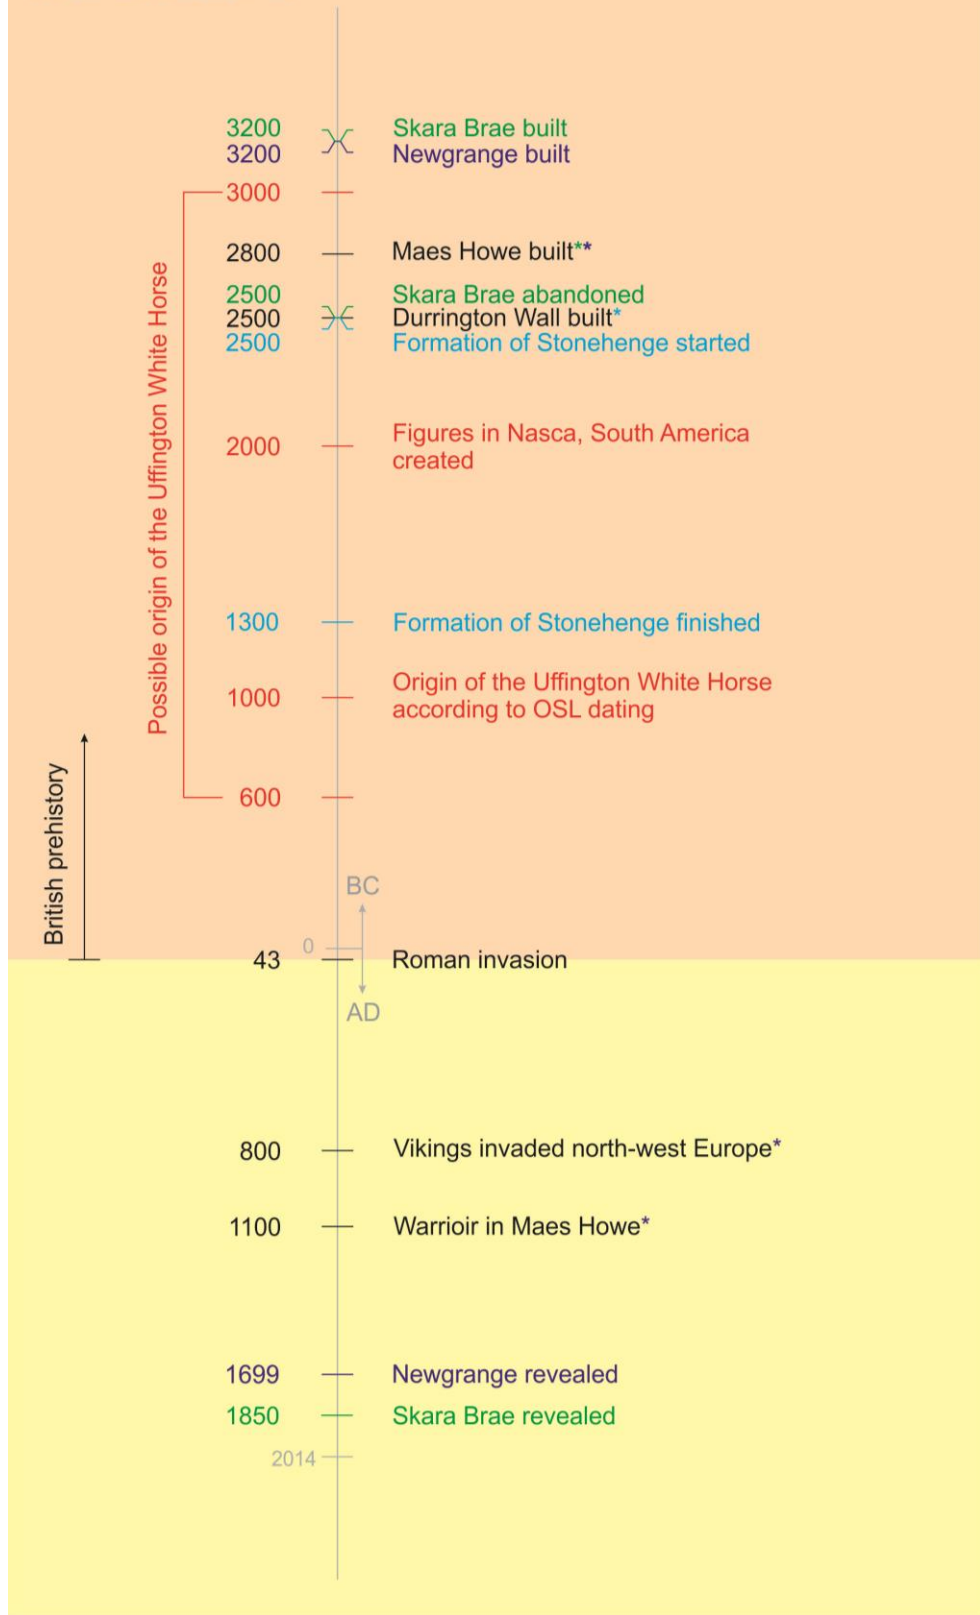 3200 Skara Brae built
3200 Newgrange built
3000
2800 Maes Howe built**
2500 Skara Brae abandoned
2500 Durrington Wall built*
2500 Formation of Stonehenge started
Possible origin of the Uffington White Horse
2000 Figures in Nasca, South America
created
1300 Formation of Stonehenge finished
1000 Origin of the Uffington White Horse
according to OSL dating
600
British prehistory
BC
0
43 Roman invasion
AD
800 Vikings invaded north-west Europe*
1100 Warrioir in Maes Howe*
1699 Newgrange revealed
1850 Skara Brae revealed
2014